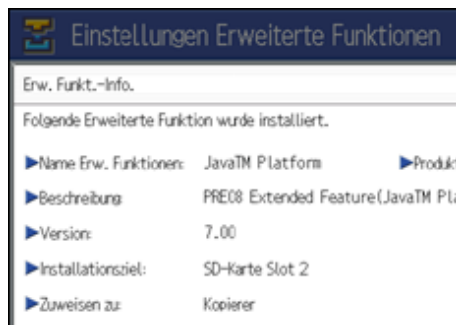 Einstellungen Erweiterte Funktionen
Erw. Funkt.-Info.
Folgende Erweiterte Funktion wurde installiert.
►Name Erw. Funktionen: JavaTM Platform ►Produkt
►Beschreibung: PREC8 Extended Feature(JavaTM Pla
►Version: 7.00
►Installationsziel: SD-Karte Slot 2
►Zuweisen zu: Kopierer